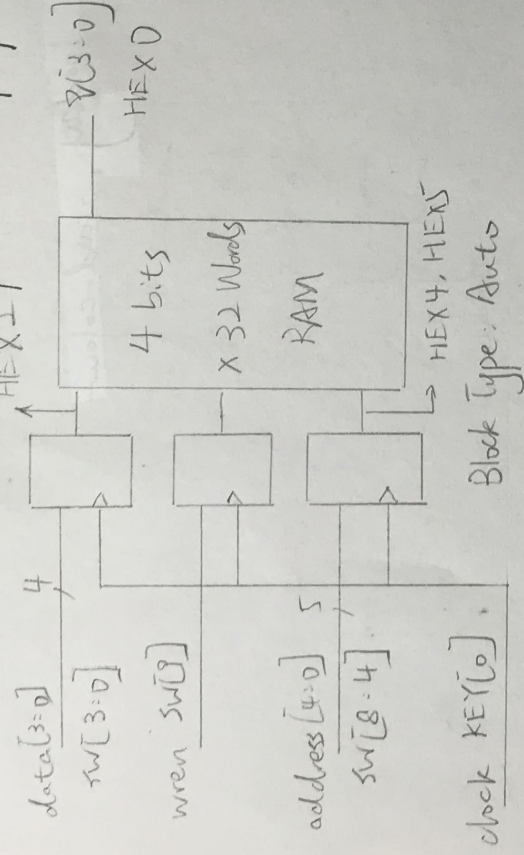 data[3:0]
SW[3:0]
4
wren SW[9]
address[4:0]
SW[8:4]
5
clock KEY[0].
4 bits
x 32 Words
RAM
q[3:0]
HEX0
HEX4, HEX5
Block Type: Auto